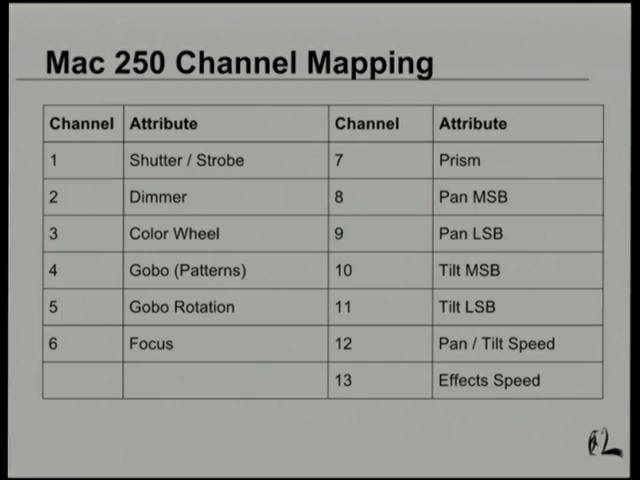 Mac 250 Channel Mapping
Channel Attribute Channel Attribute
1 Shutter / Strobe 7 Prism
2 Dimmer 8 Pan MSB
3 Color Wheel 9 Pan LSB
4 Gobo (Patterns) 10 Tilt MSB
5 Gobo Rotation 11 Tilt LSB
6 Focus 12 Pan / Tilt Speed
13 Effects Speed